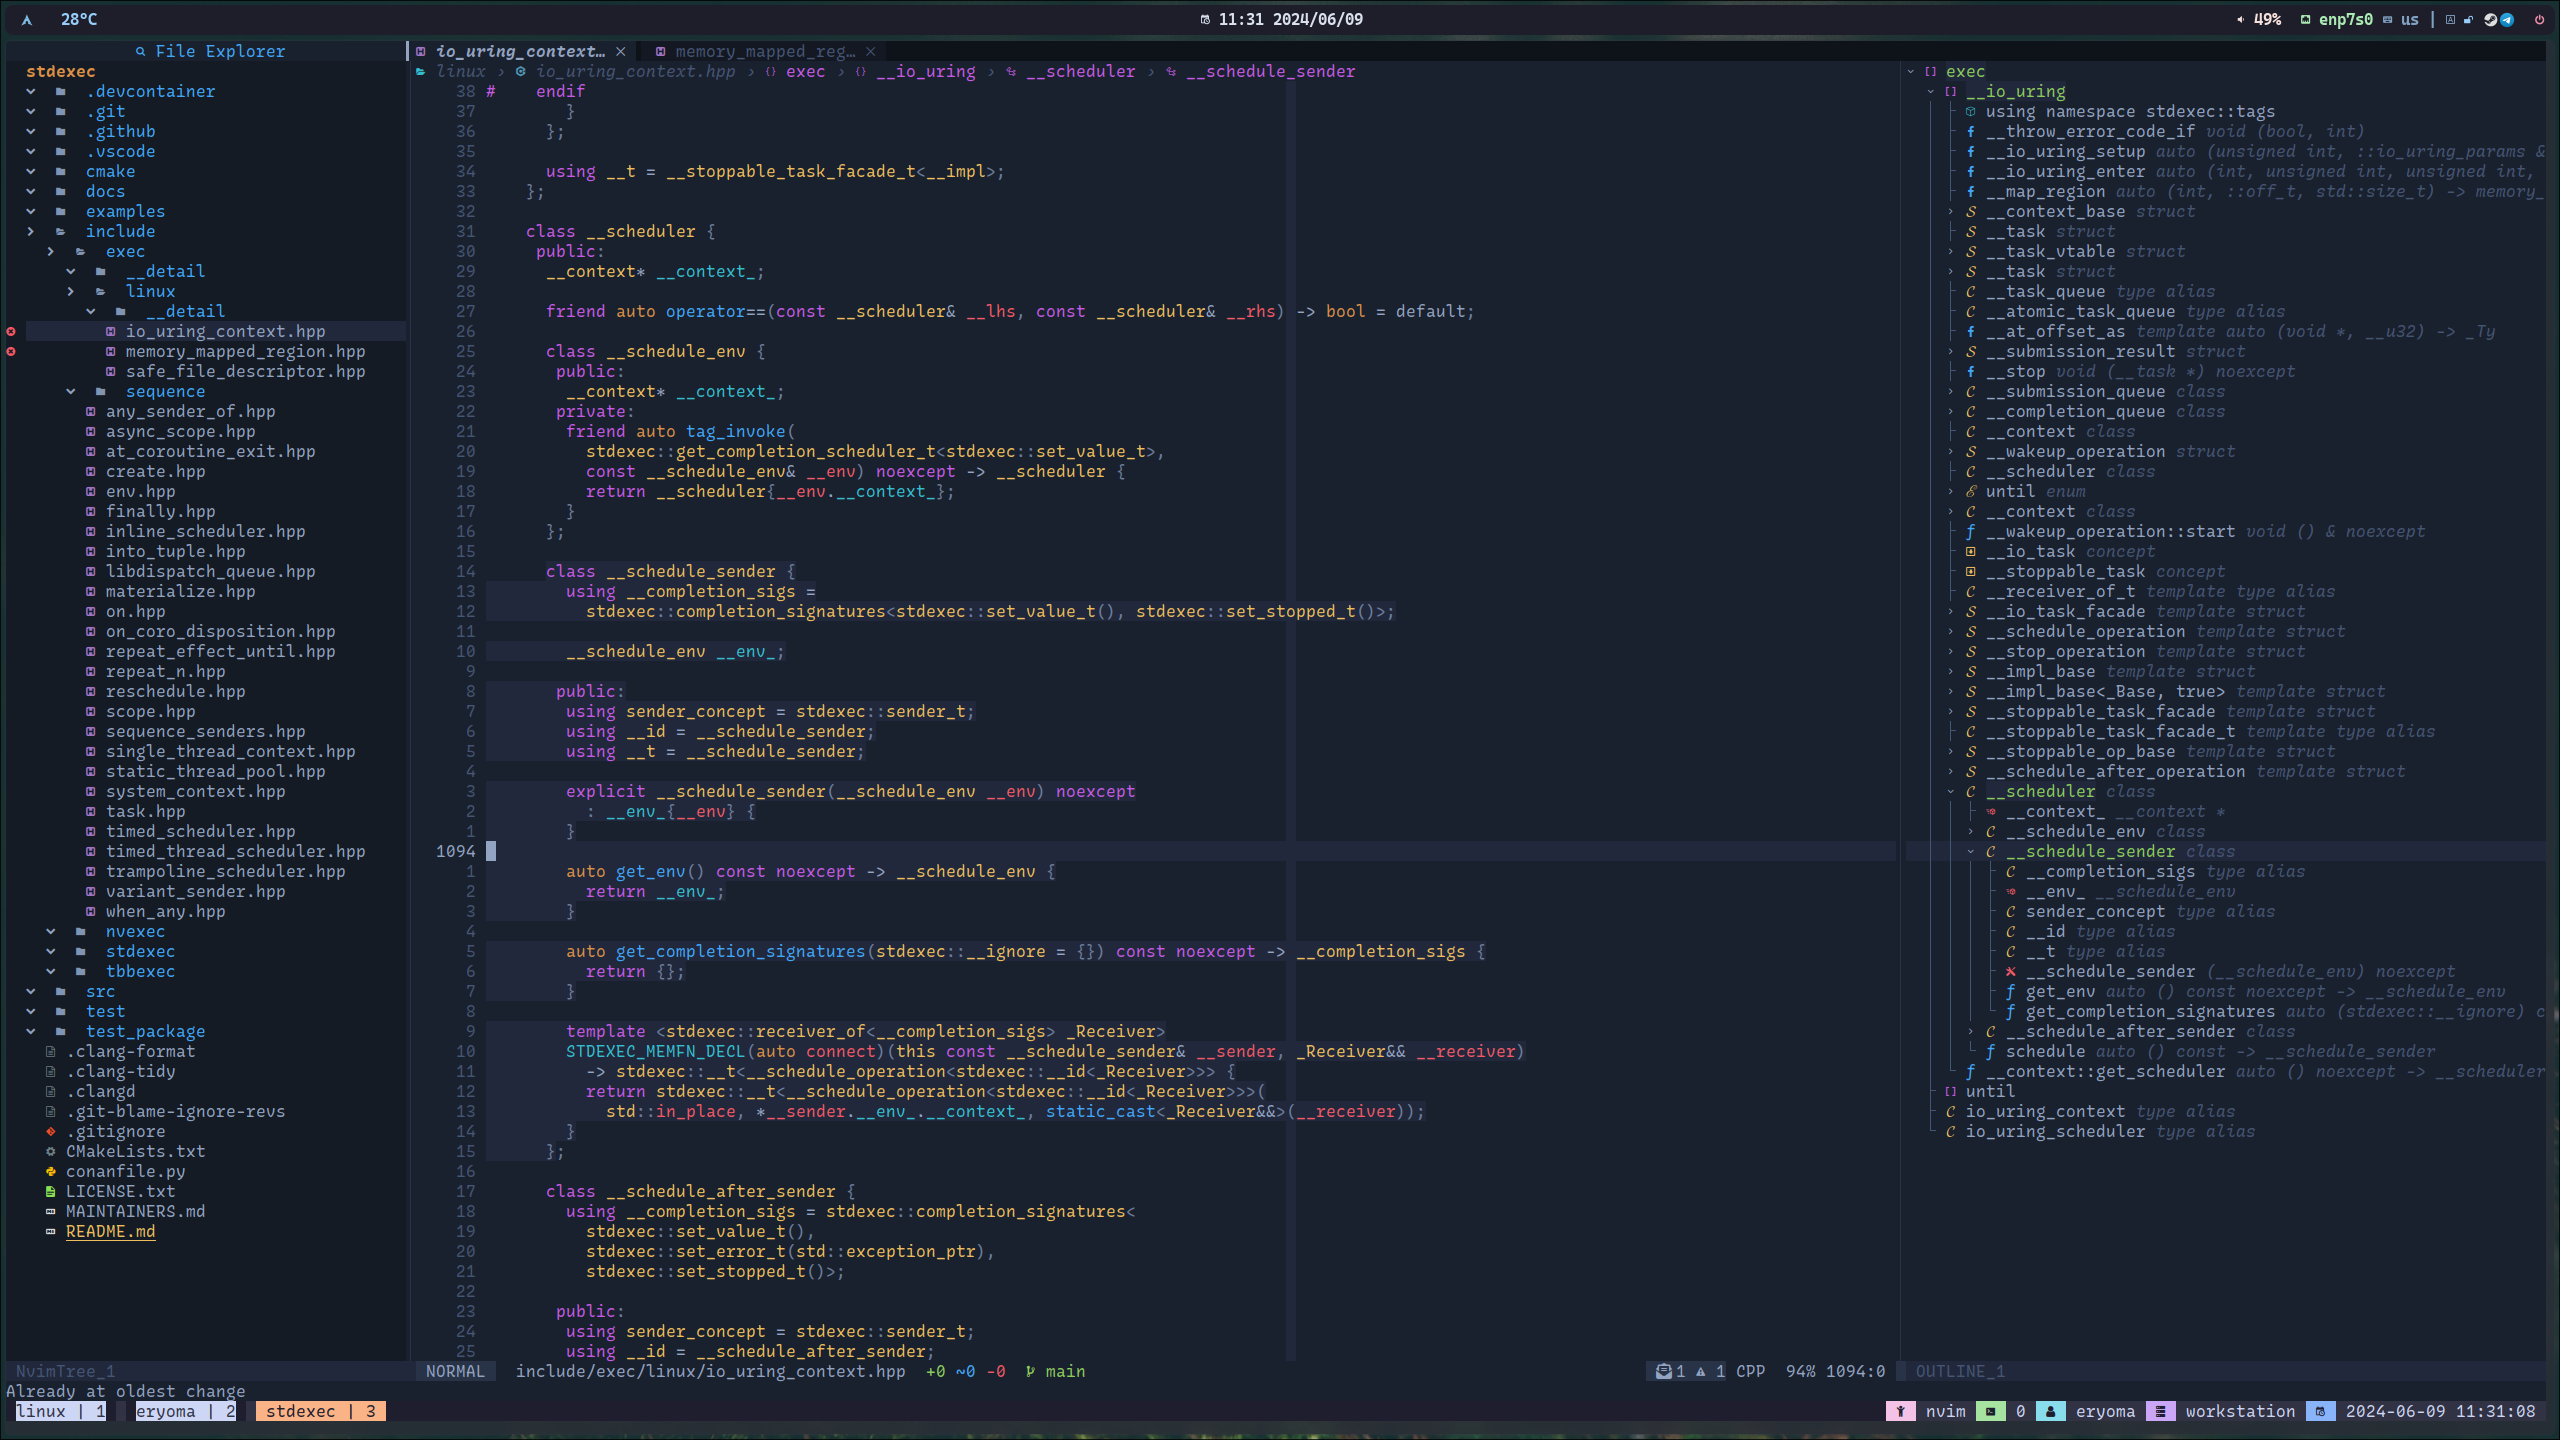 28°C
11:31 2024/06/09
49% enp7s0 us
File Explorer
stdexec
.devcontainer
.git
.github
.vscode
cmake
docs
examples
include
exec
__detail
linux
__detail
io_uring_context.hpp
memory_mapped_region.hpp
safe_file_descriptor.hpp
sequence
any_sender_of.hpp
async_scope.hpp
at_coroutine_exit.hpp
create.hpp
env.hpp
finally.hpp
inline_scheduler.hpp
into_tuple.hpp
libdispatch_queue.hpp
materialize.hpp
on.hpp
on_coro_disposition.hpp
repeat_effect_until.hpp
repeat_n.hpp
reschedule.hpp
scope.hpp
sequence_senders.hpp
single_thread_context.hpp
static_thread_pool.hpp
system_context.hpp
task.hpp
timed_scheduler.hpp
timed_thread_scheduler.hpp
trampoline_scheduler.hpp
variant_sender.hpp
when_any.hpp
nvexec
stdexec
tbbexec
src
test
test_package
.clang-format
.clang-tidy
.clangd
.git-blame-ignore-revs
.gitignore
CMakeLists.txt
conanfile.py
LICENSE.txt
MAINTAINERS.md
README.md
io_uring_context… × memory_mapped_reg… ×
linux › io_uring_context.hpp › {} exec › {} __io_uring › __scheduler › __schedule_sender
38 #    endif
37         }
36       };
35
34       using __t = __stoppable_task_facade_t<__impl>;
33     };
32
31     class __scheduler {
30      public:
29       __context* __context_;
28
27       friend auto operator==(const __scheduler& __lhs, const __scheduler& __rhs) -> bool = default;
26
25       class __schedule_env {
24        public:
23         __context* __context_;
22        private:
21         friend auto tag_invoke(
20           stdexec::get_completion_scheduler_t<stdexec::set_value_t>,
19           const __schedule_env& __env) noexcept -> __scheduler {
18           return __scheduler{__env.__context_};
17         }
16       };
15
14       class __schedule_sender {
13         using __completion_sigs =
12           stdexec::completion_signatures<stdexec::set_value_t(), stdexec::set_stopped_t()>;
11
10         __schedule_env __env_;
9
8        public:
7         using sender_concept = stdexec::sender_t;
6         using __id = __schedule_sender;
5         using __t = __schedule_sender;
4
3         explicit __schedule_sender(__schedule_env __env) noexcept
2           : __env_{__env} {
1         }
1094
1         auto get_env() const noexcept -> __schedule_env {
2           return __env_;
3         }
4
5         auto get_completion_signatures(stdexec::__ignore = {}) const noexcept -> __completion_sigs {
6           return {};
7         }
8
9         template <stdexec::receiver_of<__completion_sigs> _Receiver>
10        STDEXEC_MEMFN_DECL(auto connect)(this const __schedule_sender& __sender, _Receiver&& __receiver)
11          -> stdexec::__t<__schedule_operation<stdexec::__id<_Receiver>>> {
12          return stdexec::__t<__schedule_operation<stdexec::__id<_Receiver>>>(
13            std::in_place, *__sender.__env_.__context_, static_cast<_Receiver&&>(__receiver));
14        }
15      };
16
17      class __schedule_after_sender {
18        using __completion_sigs = stdexec::completion_signatures<
19          stdexec::set_value_t(),
20          stdexec::set_error_t(std::exception_ptr),
21          stdexec::set_stopped_t()>;
22
23       public:
24        using sender_concept = stdexec::sender_t;
25        using __id = __schedule_after_sender;
[] exec
[] __io_uring
using namespace stdexec::tags
f __throw_error_code_if void (bool, int)
f __io_uring_setup auto (unsigned int, ::io_uring_params &
f __io_uring_enter auto (int, unsigned int, unsigned int,
f __map_region auto (int, ::off_t, std::size_t) -> memory_
S __context_base struct
S __task struct
S __task_vtable struct
S __task struct
C __task_queue type alias
C __atomic_task_queue type alias
f __at_offset_as template auto (void *, __u32) -> _Ty
S __submission_result struct
f __stop void (__task *) noexcept
C __submission_queue class
C __completion_queue class
C __context class
S __wakeup_operation struct
C __scheduler class
E until enum
C __context class
f __wakeup_operation::start void () & noexcept
__io_task concept
__stoppable_task concept
C __receiver_of_t template type alias
S __io_task_facade template struct
S __schedule_operation template struct
S __stop_operation template struct
S __impl_base template struct
S __impl_base<_Base, true> template struct
S __stoppable_task_facade template struct
C __stoppable_task_facade_t template type alias
S __stoppable_op_base template struct
S __schedule_after_operation template struct
C __scheduler class
__context_ __context *
C __schedule_env class
C __schedule_sender class
C __completion_sigs type alias
__env_ __schedule_env
C sender_concept type alias
C __id type alias
C __t type alias
__schedule_sender (__schedule_env) noexcept
f get_env auto () const noexcept -> __schedule_env
f get_completion_signatures auto (stdexec::__ignore) c
C __schedule_after_sender class
f schedule auto () const -> __schedule_sender
f __context::get_scheduler auto () noexcept -> __scheduler
[] until
C io_uring_context type alias
C io_uring_scheduler type alias
NvimTree_1
NORMAL include/exec/linux/io_uring_context.hpp +0 ~0 -0 main
1 1 CPP 94% 1094:0
OUTLINE_1
Already at oldest change
linux | 1 eryoma | 2 stdexec | 3
nvim 0 eryoma workstation 2024-06-09 11:31:08